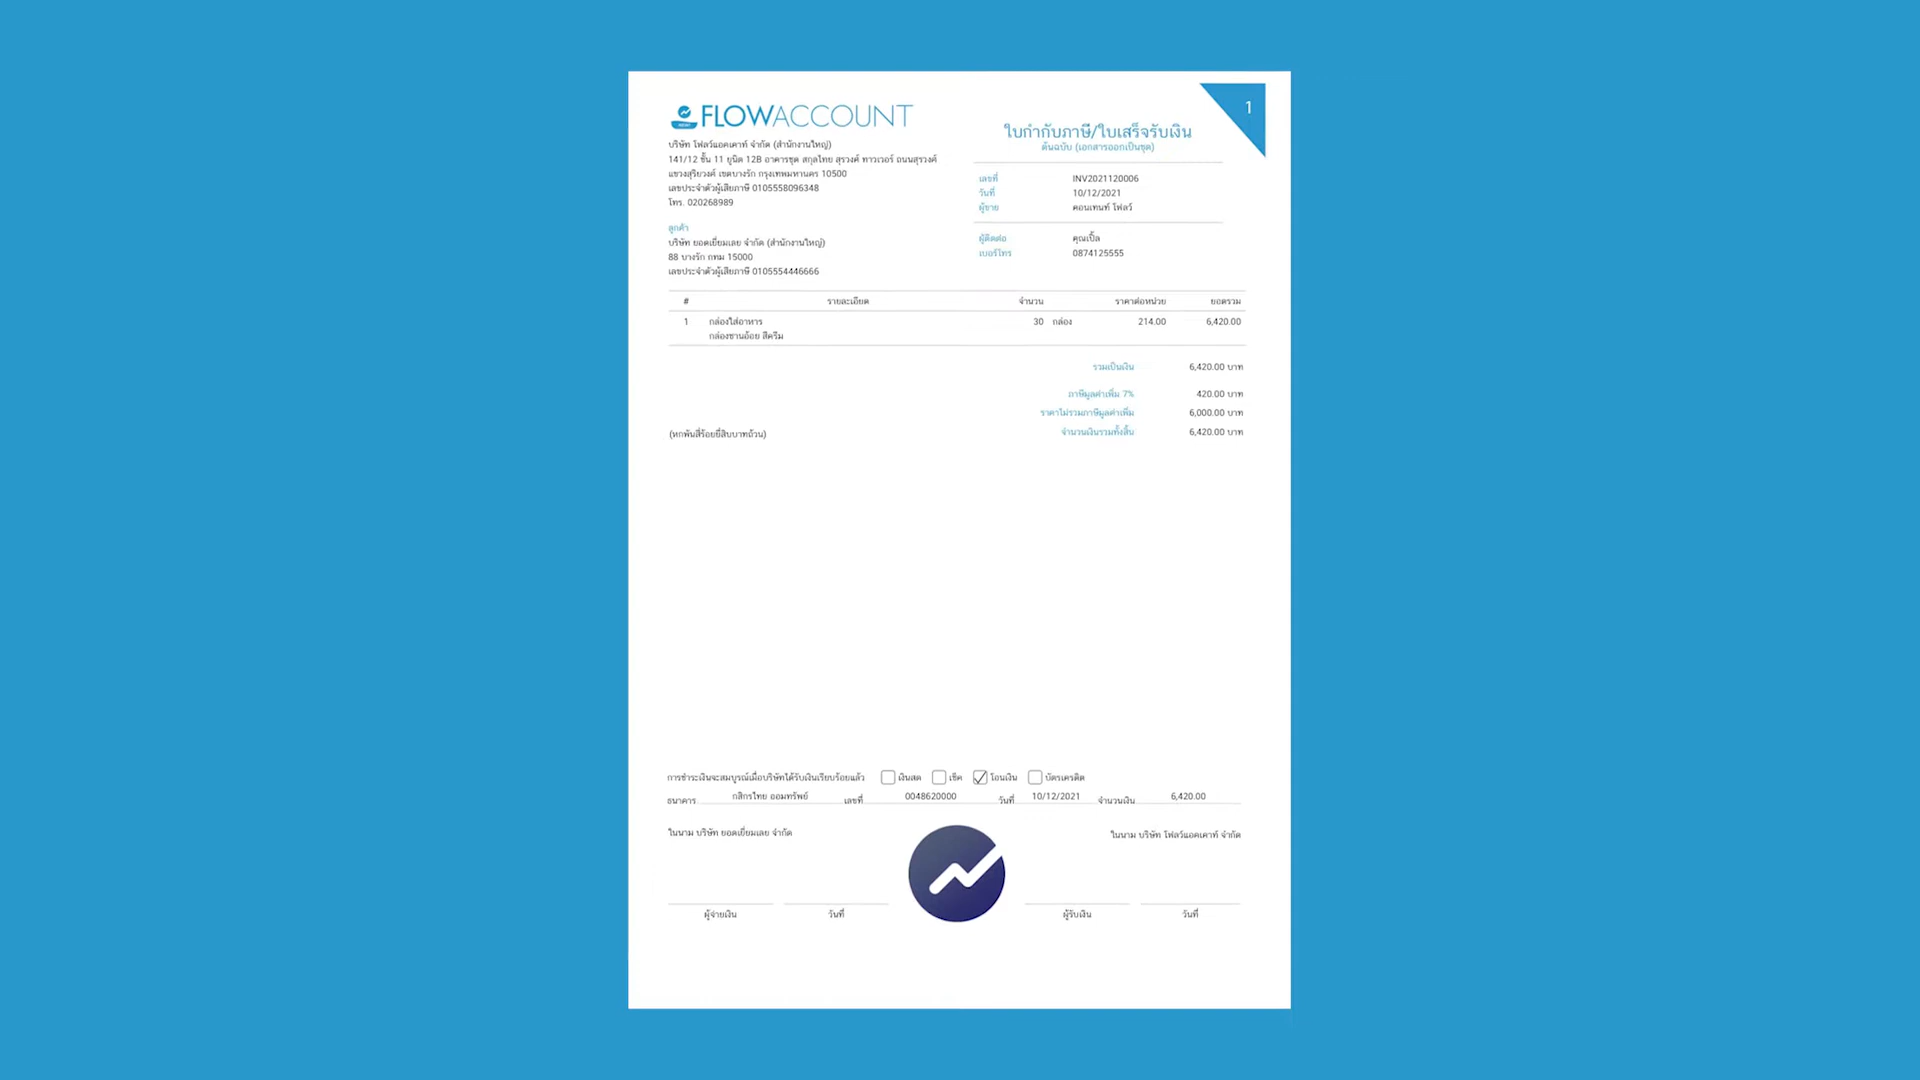 FLOWACCOUNT
1
ใบกำกับภาษี/ใบเสร็จรับเงิน
ต้นฉบับ (เอกสารออกเป็นชุด)
บริษัท โฟลว์แอคเคาท์ จำกัด (สำนักงานใหญ่)
141/12 ชั้น 11 ยูนิต 12B อาคารชุด สกุลไทย สุรวงศ์ ทาวเวอร์ ถนนสุรวงศ์
แขวงสุริยวงศ์ เขตบางรัก กรุงเทพมหานคร 10500
เลขประจำตัวผู้เสียภาษี 0105558096348
โทร. 020268989
เลขที่ INV2021120006
วันที่ 10/12/2021
ผู้ขาย คอนเทนท์ โฟลว์
ลูกค้า
บริษัท ยอดเยี่ยมเลย จำกัด (สำนักงานใหญ่)
88 บางรัก กทม 15000
เลขประจำตัวผู้เสียภาษี 0105554446666
ผู้ติดต่อ คุณเปิ้ล
เบอร์โทร 0874125555
# รายละเอียด จำนวน ราคาต่อหน่วย ยอดรวม
1 กล่องใส่อาหาร 30 กล่อง 214.00 6,420.00
กล่องชานอ้อย สีครีม
รวมเป็นเงิน 6,420.00 บาท
ภาษีมูลค่าเพิ่ม 7% 420.00 บาท
ราคาไม่รวมภาษีมูลค่าเพิ่ม 6,000.00 บาท
(หกพันสี่ร้อยยี่สิบบาทถ้วน) จำนวนเงินรวมทั้งสิ้น 6,420.00 บาท
การชำระเงินจะสมบูรณ์เมื่อบริษัทได้รับเงินเรียบร้อยแล้ว เงินสด เช็ค โอนเงิน บัตรเครดิต
ธนาคาร กสิกรไทย ออมทรัพย์ เลขที่ 0048620000 วันที่ 10/12/2021 จำนวนเงิน 6,420.00
ในนาม บริษัท ยอดเยี่ยมเลย จำกัด ในนาม บริษัท โฟลว์แอคเคาท์ จำกัด
ผู้จ่ายเงิน วันที่ ผู้รับเงิน วันที่